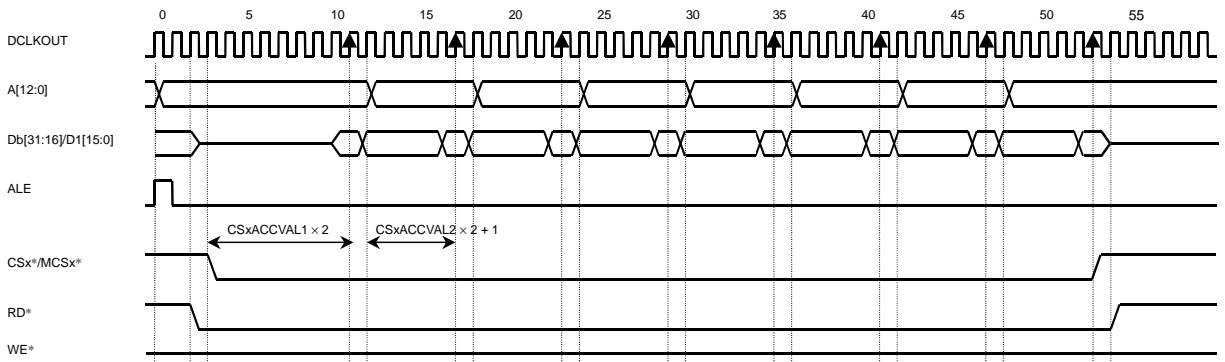 0 5 10 15 20 25 30 35 40 45 50 55
DCLKOUT
A[12:0]
Db[31:16]/D1[15:0]
ALE
CSxACCVAL1 × 2 CSxACCVAL2 × 2 + 1
CSx*/MCSx*
RD*
WE*